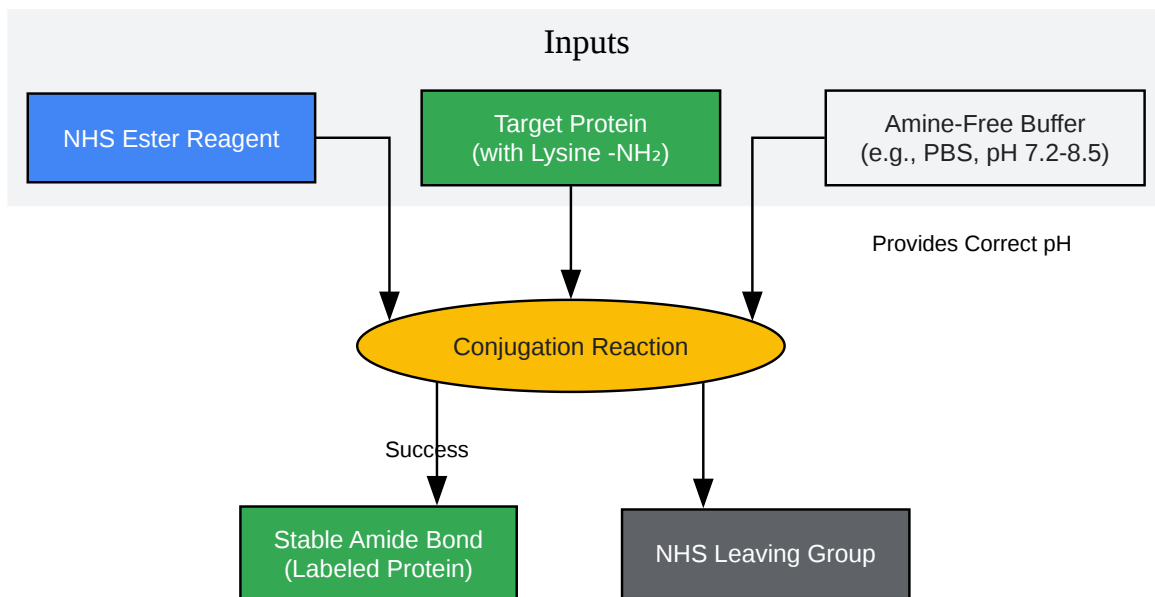 Inputs
NHS Ester Reagent
Target Protein
(with Lysine -NH₂)
Amine-Free Buffer
(e.g., PBS, pH 7.2-8.5)
Provides Correct pH
Conjugation Reaction
Success
Stable Amide Bond
(Labeled Protein)
NHS Leaving Group